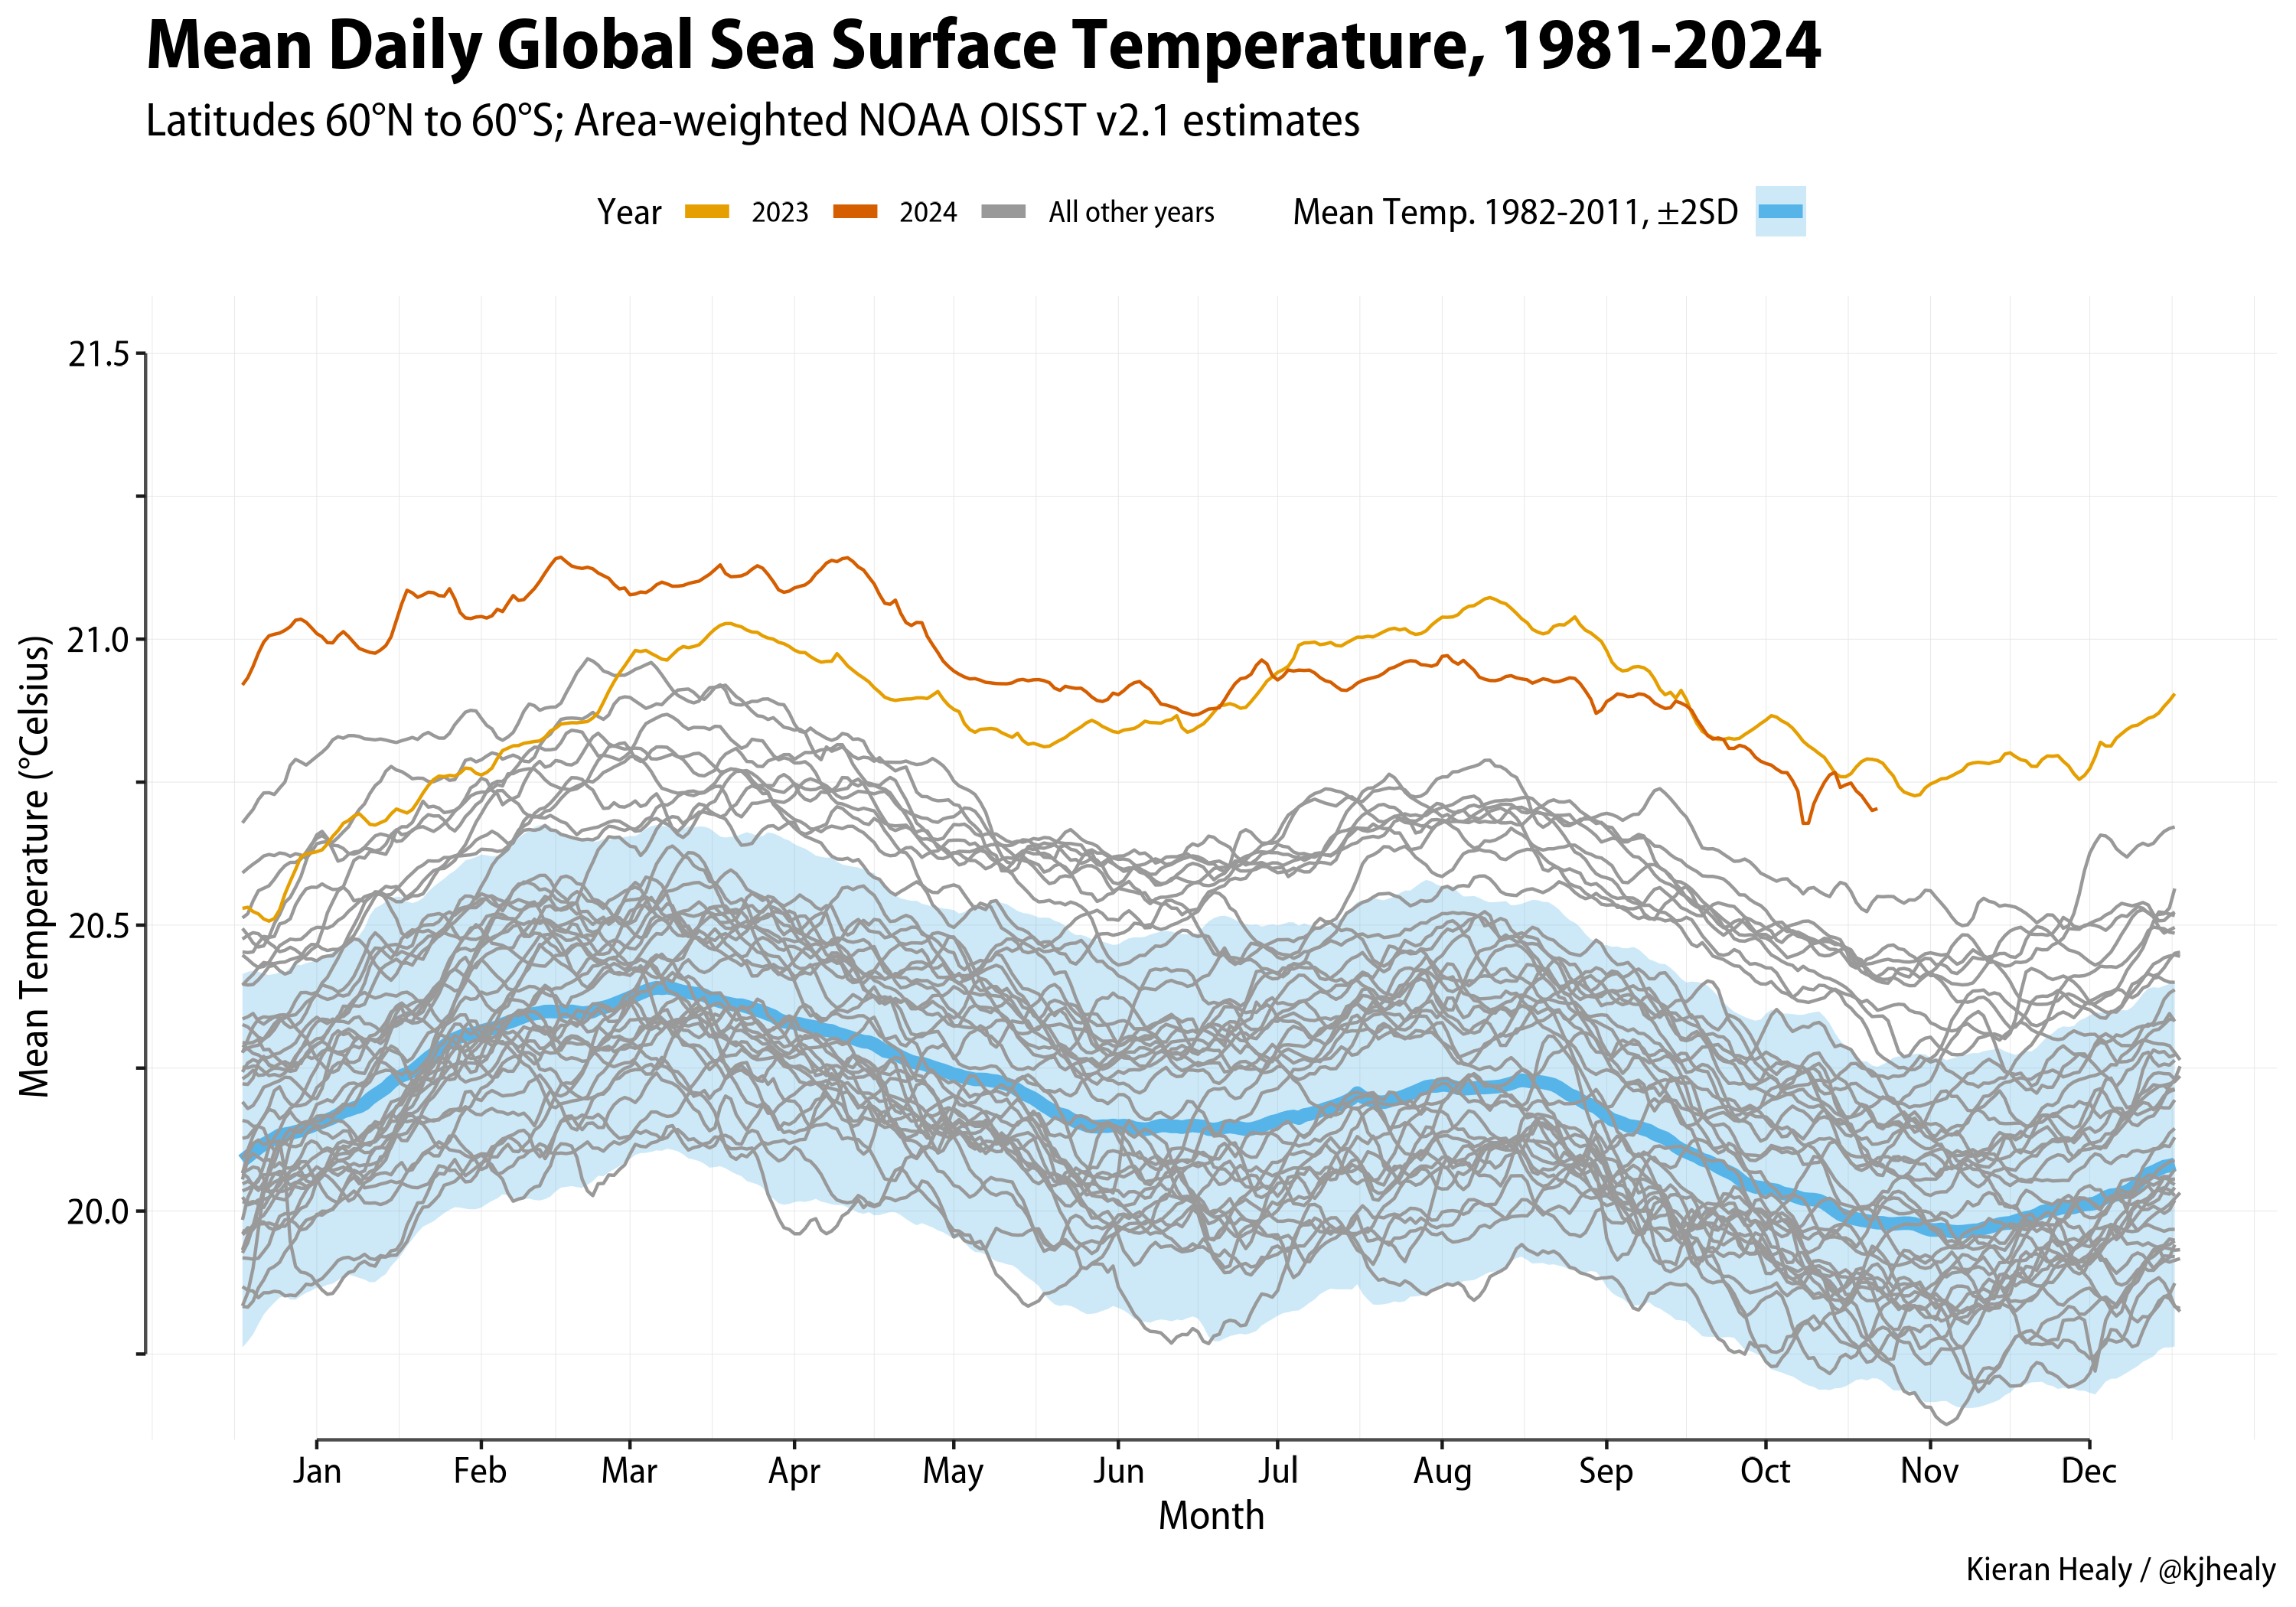 Mean Daily Global Sea Surface Temperature, 1981-2024
Latitudes 60°N to 60°S; Area-weighted NOAA OISST v2.1 estimates
Year 2023 2024 All other years Mean Temp. 1982-2011, ±2SD
21.5
21.0
20.5
20.0
Mean Temperature (°Celsius)
Jan Feb Mar Apr May Jun Jul Aug Sep Oct Nov Dec
Month
Kieran Healy / @kjhealy